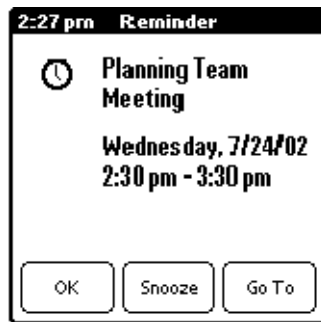 2:27 pm Reminder
Planning Team
Meeting
Wednesday, 7/24/02
2:30 pm - 3:30 pm
OK Snooze Go To